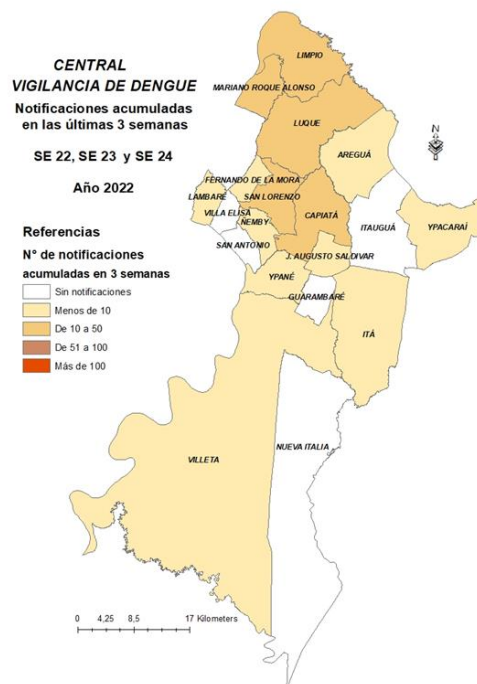 CENTRAL
VIGILANCIA DE DENGUE
Notificaciones acumuladas
en las últimas 3 semanas
SE 22, SE 23 y SE 24
Año 2022
Referencias
N° de notificaciones
acumuladas en 3 semanas
Sin notificaciones
Menos de 10
De 10 a 50
De 51 a 100
Más de 100
LIMPIO
MARIANO ROQUE ALONSO
LUQUE
N
AREGUÁ
FERNANDO DE LA MORA
LAMBARÉ
SAN LORENZO
VILLA ELISA
CAPIATÁ
ÑEMBY
ITAUGUÁ
YPACARAÍ
SAN ANTONIO
J. AUGUSTO SALDIVAR
YPANÉ
GUARAMBARÉ
ITÁ
NUEVA ITALIA
VILLETA
0 4,25 8,5 17 Kilometers